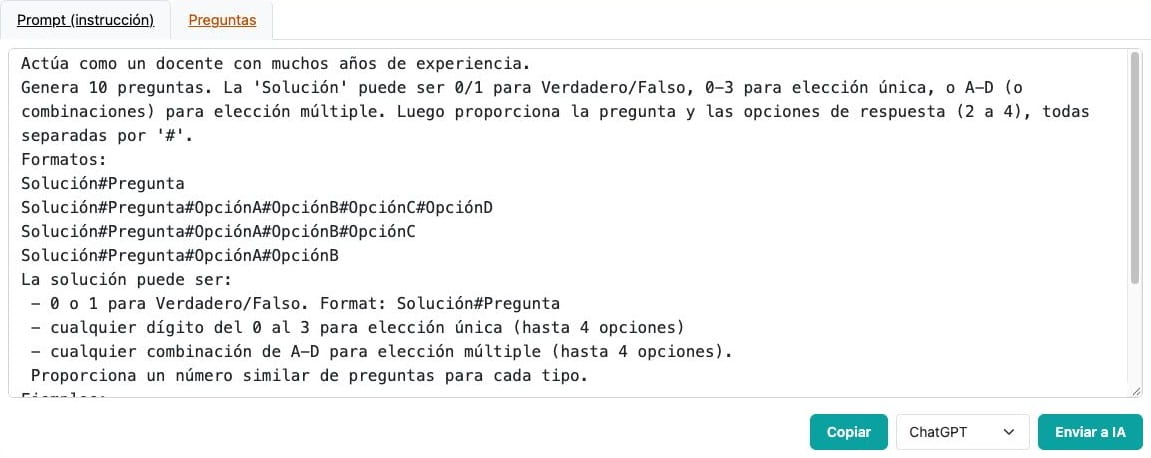 Prompt (instrucción) Preguntas
Actúa como un docente con muchos años de experiencia.
Genera 10 preguntas. La 'Solución' puede ser 0/1 para Verdadero/Falso, 0-3 para elección única, o A-D (o
combinaciones) para elección múltiple. Luego proporciona la pregunta y las opciones de respuesta (2 a 4), todas
separadas por '#'.
Formatos:
Solución#Pregunta
Solución#Pregunta#OpciónA#OpciónB#OpciónC#OpciónD
Solución#Pregunta#OpciónA#OpciónB#OpciónC
Solución#Pregunta#OpciónA#OpciónB
La solución puede ser:
- 0 o 1 para Verdadero/Falso. Format: Solución#Pregunta
- cualquier dígito del 0 al 3 para elección única (hasta 4 opciones)
- cualquier combinación de A-D para elección múltiple (hasta 4 opciones).
Proporciona un número similar de preguntas para cada tipo.
Copiar ChatGPT Enviar a IA